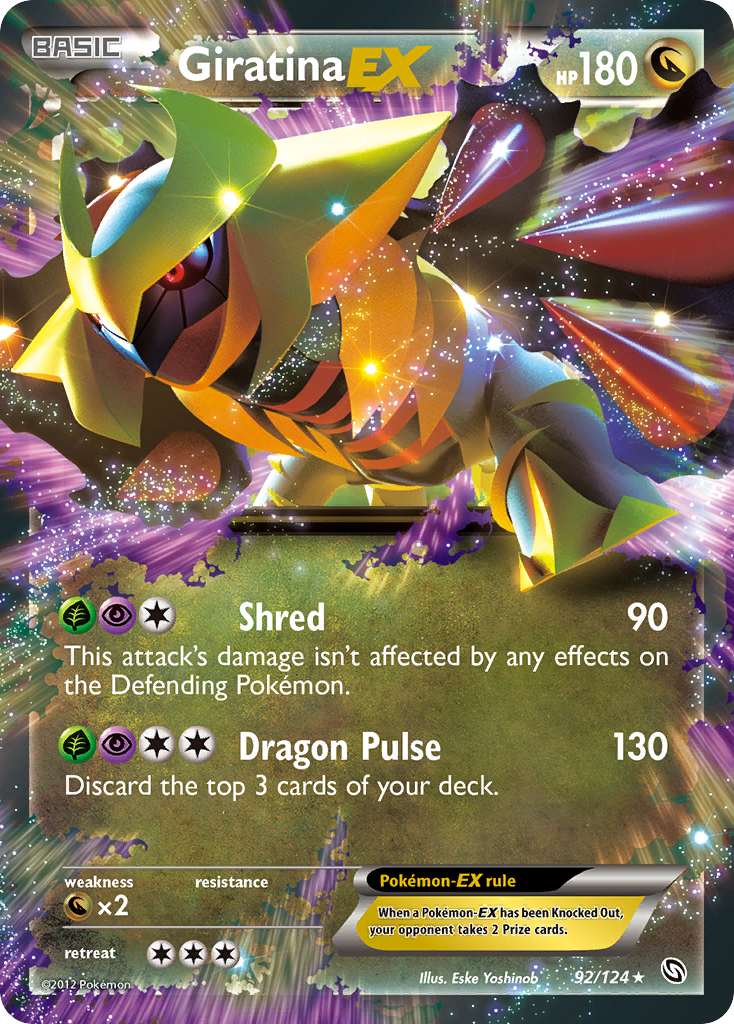 BASIC
GiratinaEX
HP180
Shred 90
This attack's damage isn't affected by any effects on
the Defending Pokémon.
Dragon Pulse 130
Discard the top 3 cards of your deck.
weakness resistance
×2
Pokémon-EX rule
When a Pokémon-EX has been Knocked Out,
your opponent takes 2 Prize cards.
retreat
©2012 Pokémon
Illus. Eske Yoshinob
92/124 ★